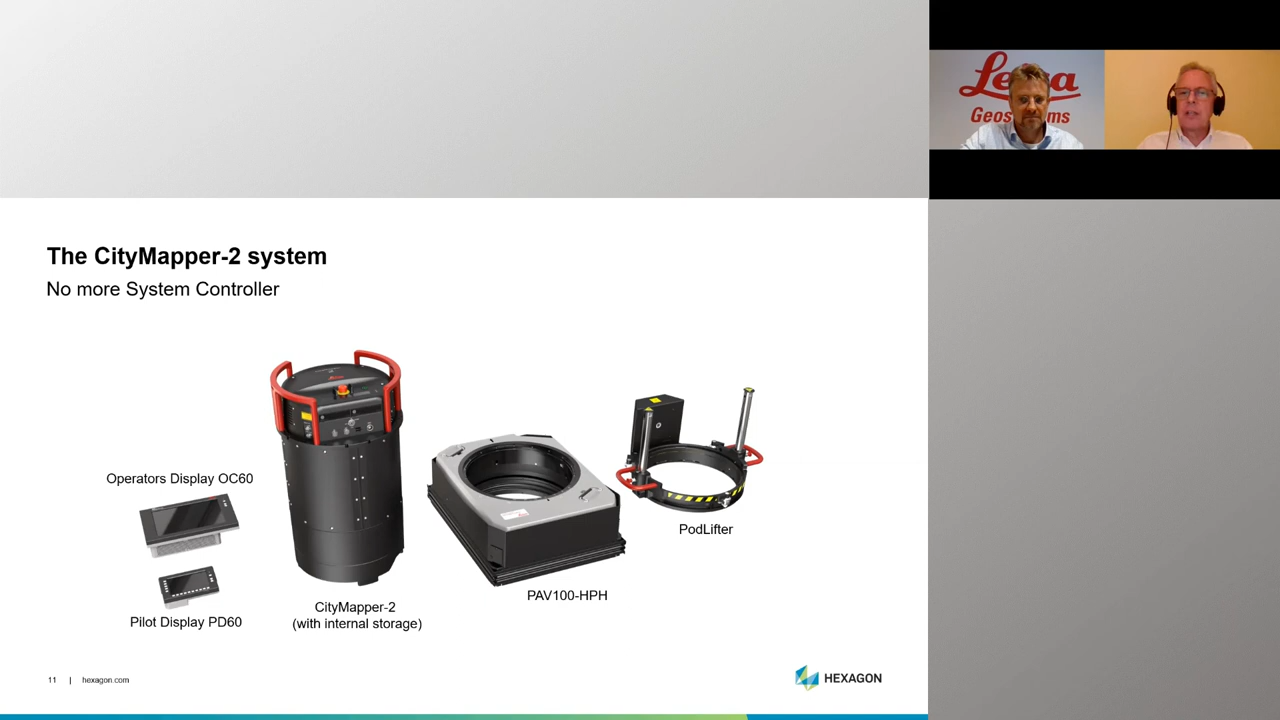 The CityMapper-2 system
No more System Controller
Operators Display OC60
Pilot Display PD60
CityMapper-2
(with internal storage)
PAV100-HPH
PodLifter
11 | hexagon.com
HEXAGON